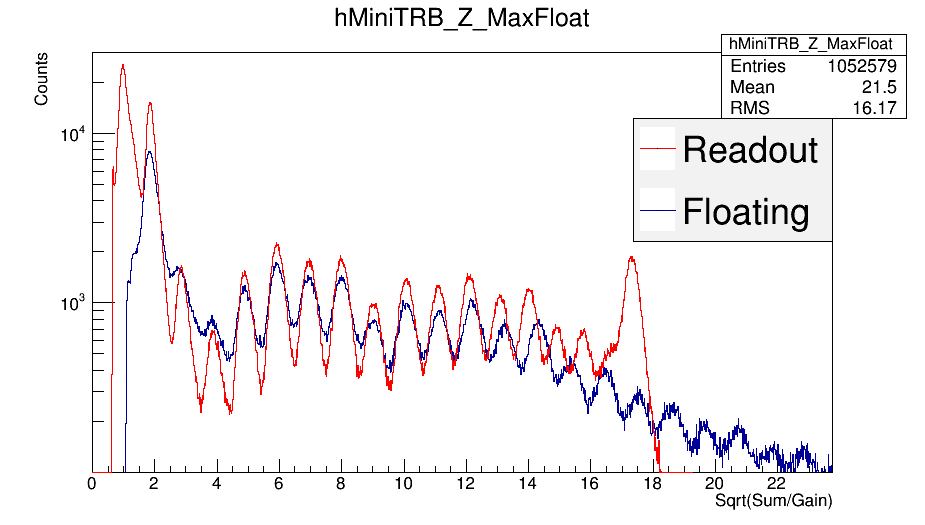 hMiniTRB_Z_MaxFloat
Counts
hMiniTRB_Z_MaxFloat
Entries 1052579
Mean 21.5
RMS 16.17
Readout
Floating
10^4
10^3
0 2 4 6 8 10 12 14 16 18 20 22
Sqrt(Sum/Gain)